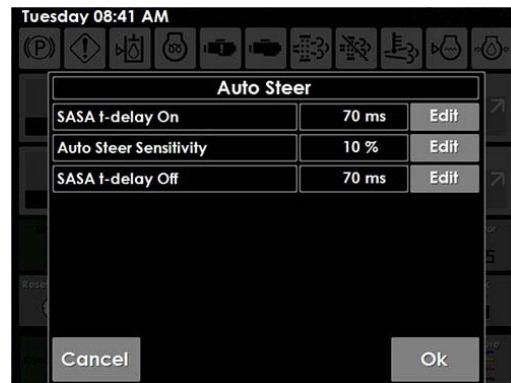 Tuesday 08:41 AM
Auto Steer
SASA t-delay On 70 ms Edit
Auto Steer Sensitivity 10 % Edit
SASA t-delay Off 70 ms Edit
Cancel Ok